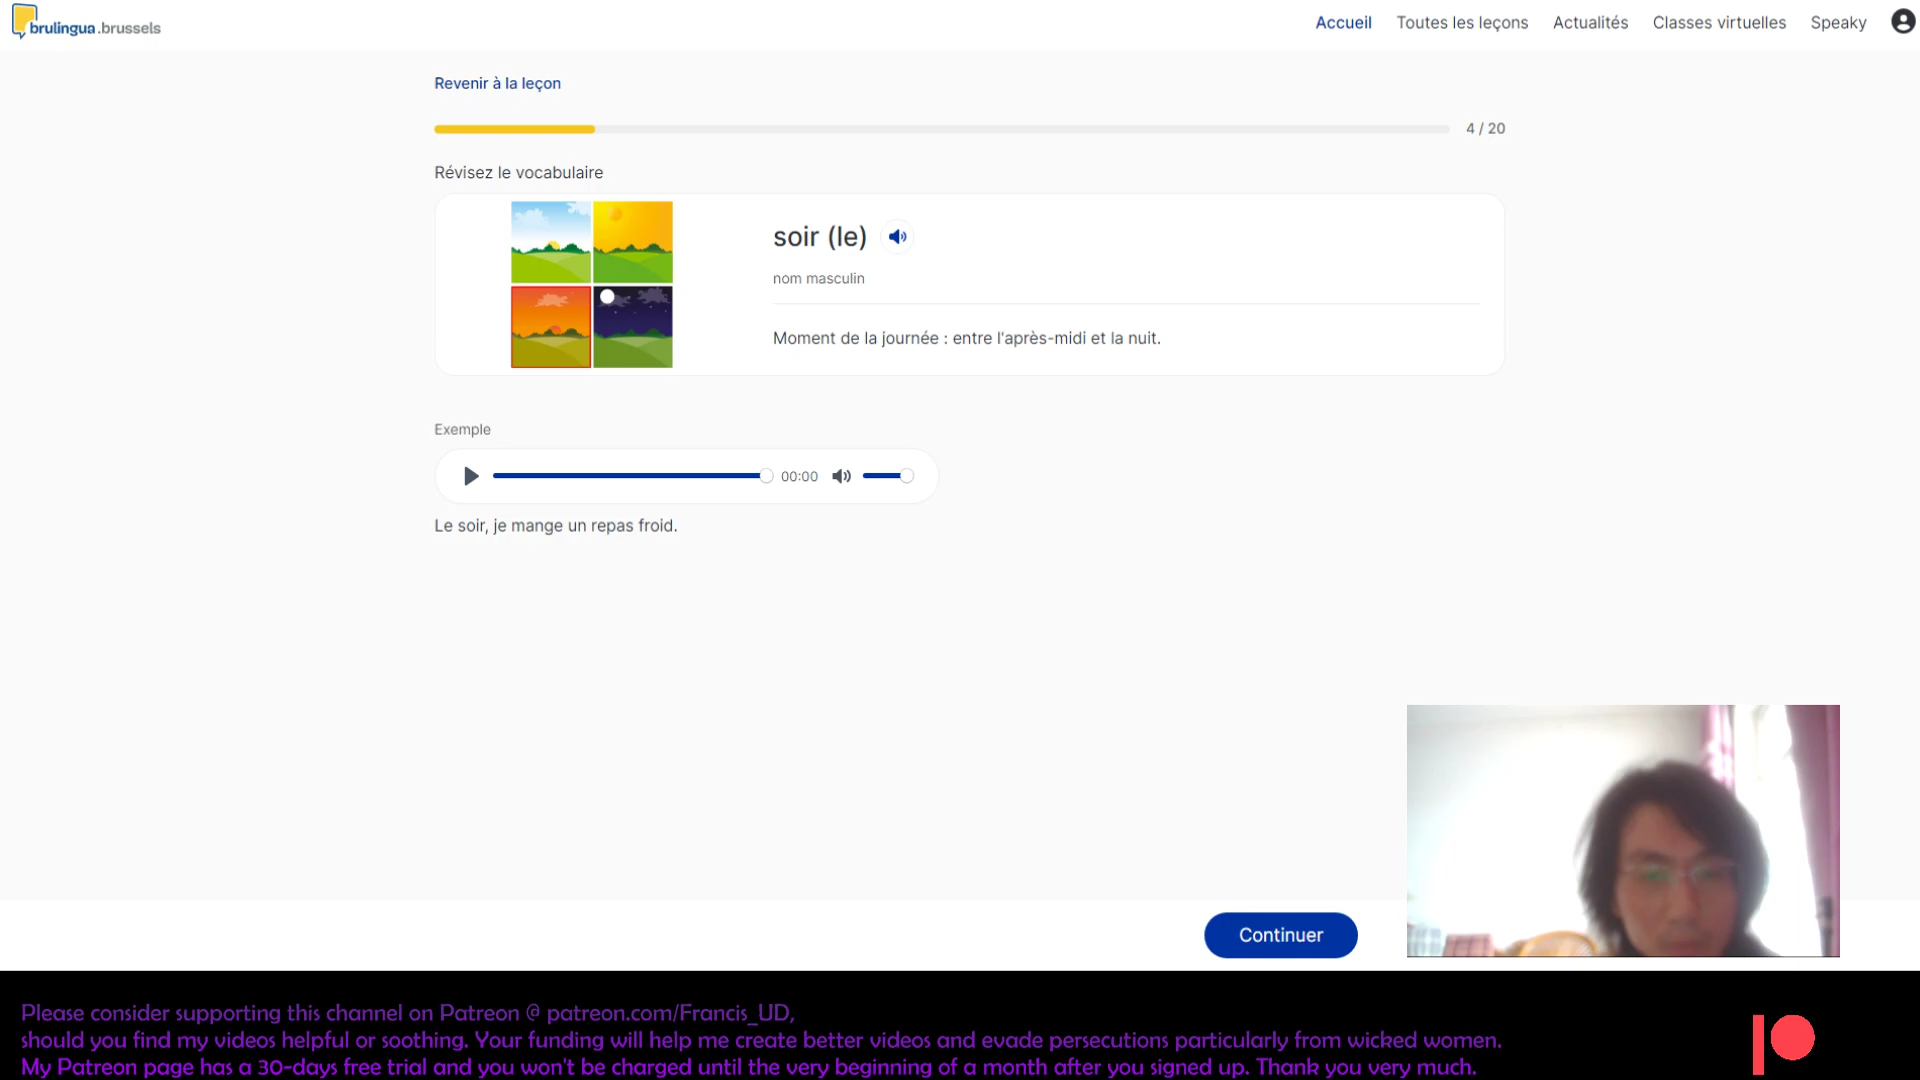 brulingua.brussels
Accueil Toutes les leçons Actualités Classes virtuelles Speaky
Revenir à la leçon
4 / 20
Révisez le vocabulaire
soir (le)
nom masculin
Moment de la journée : entre l'après-midi et la nuit.
Exemple
00:00
Le soir, je mange un repas froid.
Continuer
Please consider supporting this channel on Patreon @ patreon.com/Francis_UD,
should you find my videos helpful or soothing. Your funding will help me create better videos and evade persecutions particularly from wicked women.
My Patreon page has a 30-days free trial and you won't be charged until the very beginning of a month after you signed up. Thank you very much.